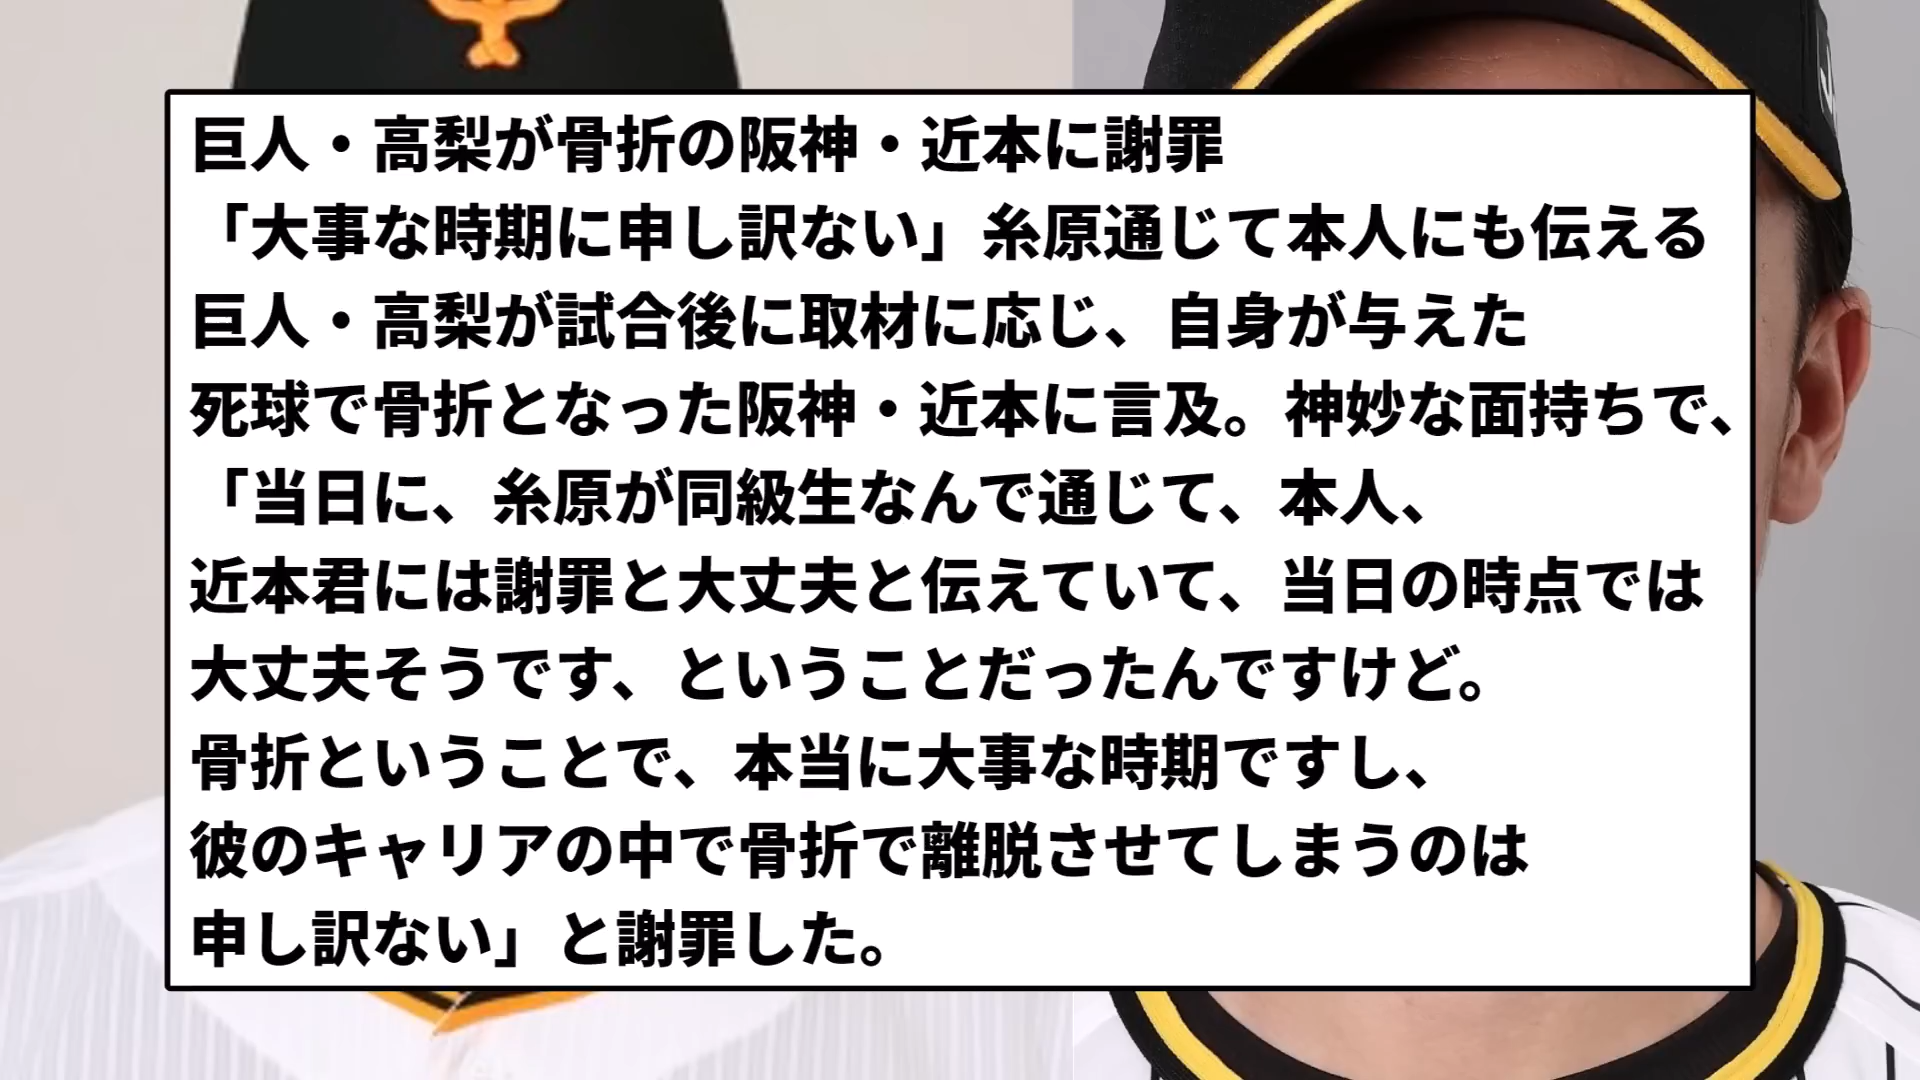 巨人・高梨が骨折の阪神・近本に謝罪
「大事な時期に申し訳ない」糸原通じて本人にも伝える
巨人・高梨が試合後に取材に応じ、自身が与えた
死球で骨折となった阪神・近本に言及。神妙な面持ちで、
「当日に、糸原が同級生なんで通じて、本人、
近本君には謝罪と大丈夫と伝えていて、当日の時点では
大丈夫そうです、ということだったんですけど。
骨折ということで、本当に大事な時期ですし、
彼のキャリアの中で骨折で離脱させてしまうのは
申し訳ない」と謝罪した。